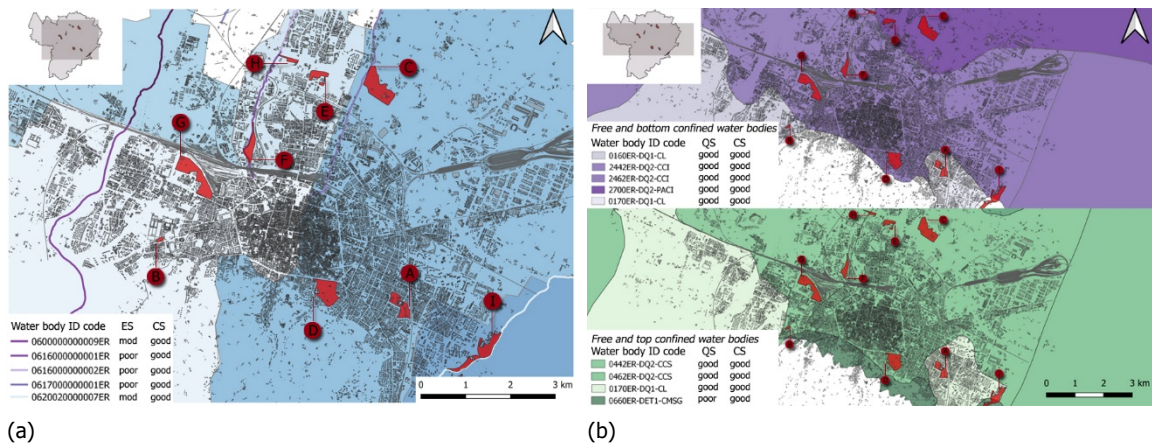 H
C
E
G
F
B
A
I
D
Water body ID code ES CS
0600000000009ER mod good
0616000000001ER poor good
0616000000002ER poor good
0617000000001ER poor good
0620020000007ER mod good
0 1 2 3 km
(a)
Free and bottom confined water bodies
Water body ID code QS CS
0160ER-DQ1-CL good good
2442ER-DQ2-CCI good good
2462ER-DQ2-CCI good good
2700ER-DQ2-PACI good good
0170ER-DQ1-CL good good
Free and top confined water bodies
Water body ID code QS CS
0442ER-DQ2-CCS good good
0462ER-DQ2-CCS good good
0170ER-DQ1-CL good good
0660ER-DET1-CMSG poor good
0 1 2 3 km
(b)